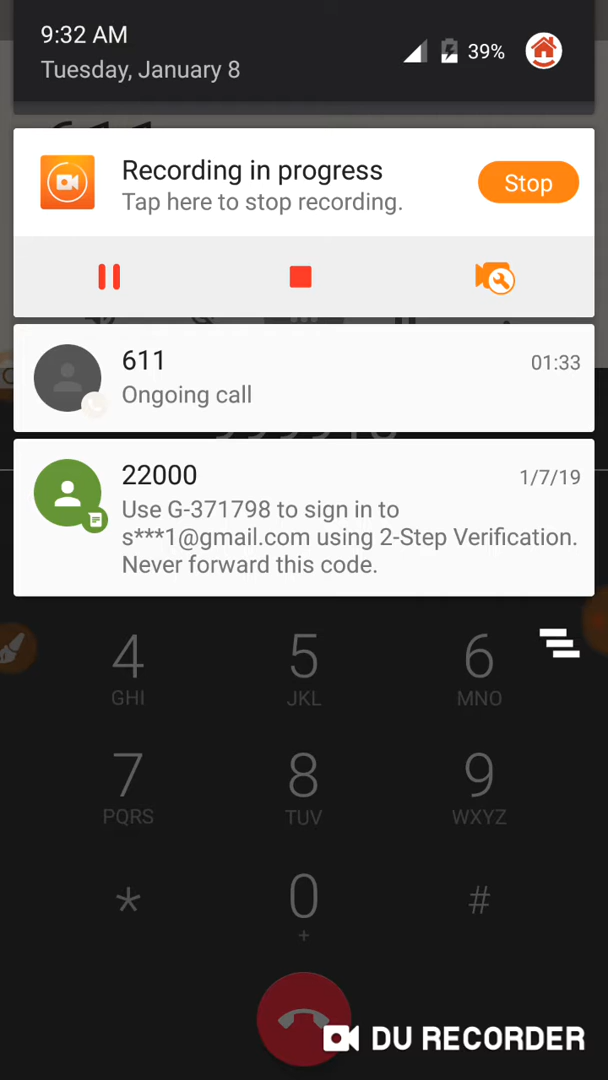 9:32 AM
39%
Tuesday, January 8
Recording in progress
Stop
Tap here to stop recording.
611
01:33
Ongoing call
22000
1/7/19
Use G-371798 to sign in to
s***1@gmail.com using 2-Step Verification.
Never forward this code.
4
5
6
GHI
JKL
MNO
7
8
9
PQRS
TUV
WXYZ
*
0
#
+
DU RECORDER